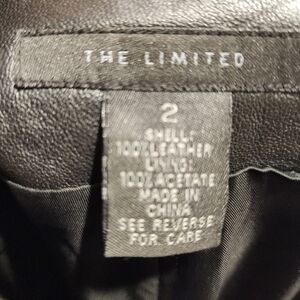 THE LIMITED
2
SHELL:
100%LEATHER
LINING:
100%ACETATE
MADE IN
CHINA
SEE REVERSE
FOR CARE